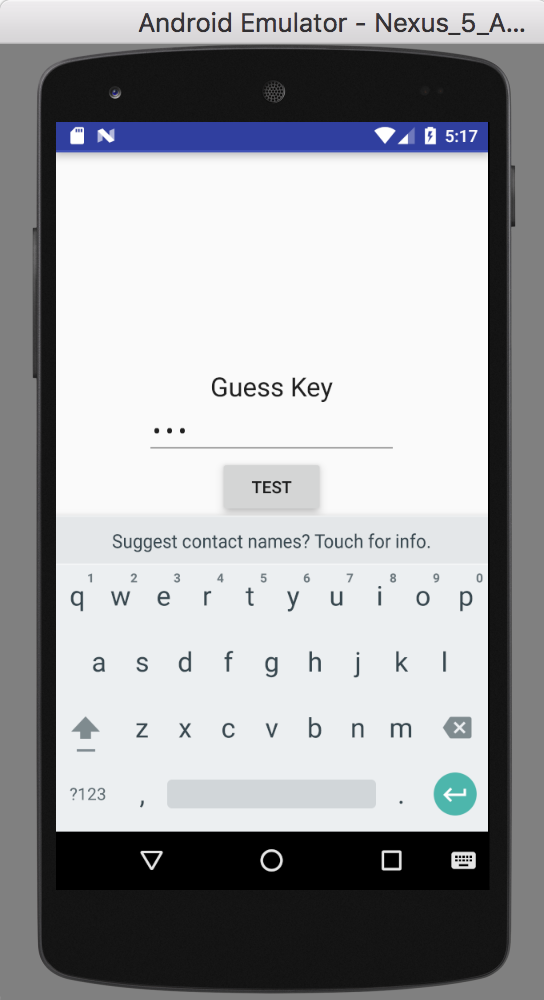 Android Emulator - Nexus_5_A...
5:17
Guess Key
...
TEST
Suggest contact names? Touch for info.
1 2 3 4 5 6 7 8 9 0
q w e r t y u i o p
a s d f g h j k l
z x c v b n m
?123 , .